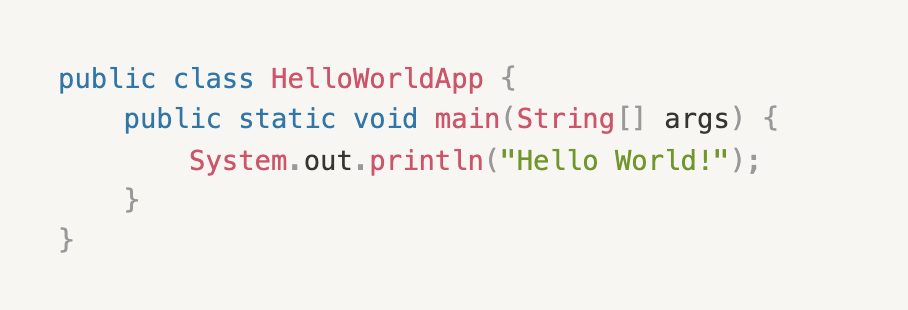 public class HelloWorldApp {
    public static void main(String[] args) {
        System.out.println("Hello World!");
    }
}